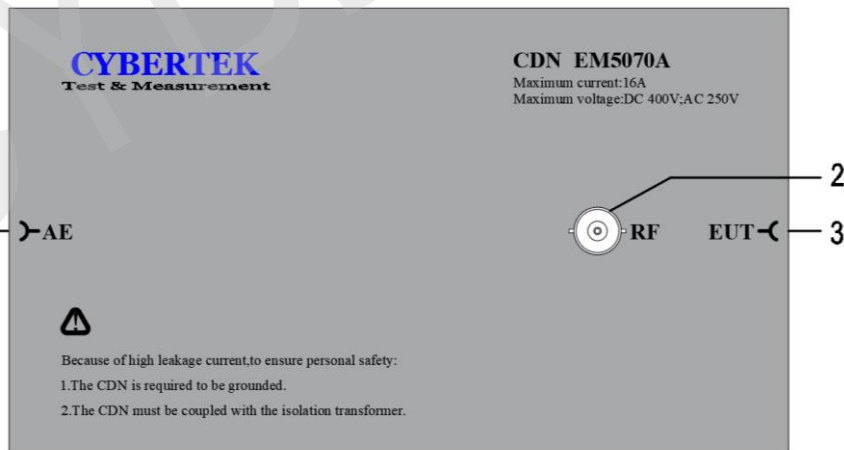 CYBERTEK
Test & Measurement
CDN EM5070A
Maximum current:16A
Maximum voltage:DC 400V;AC 250V
2
AE
RF
EUT
3
Because of high leakage current,to ensure personal safety:
1.The CDN is required to be grounded.
2.The CDN must be coupled with the isolation transformer.